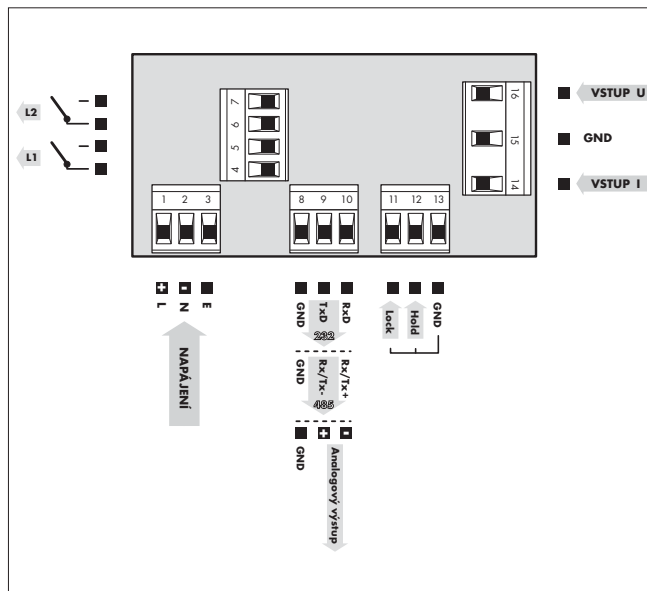 L2
L1
7
6
5
4
16
15
14
VSTUP U
GND
VSTUP I
1 2 3
8 9 10
11 12 13
+ L
- N
E
NAPÁJENÍ
GND
TxD
RxD
232
GND
Rx/Tx-
Rx/Tx+
485
GND
+
-
Analogový výstup
Lock
Hold
GND